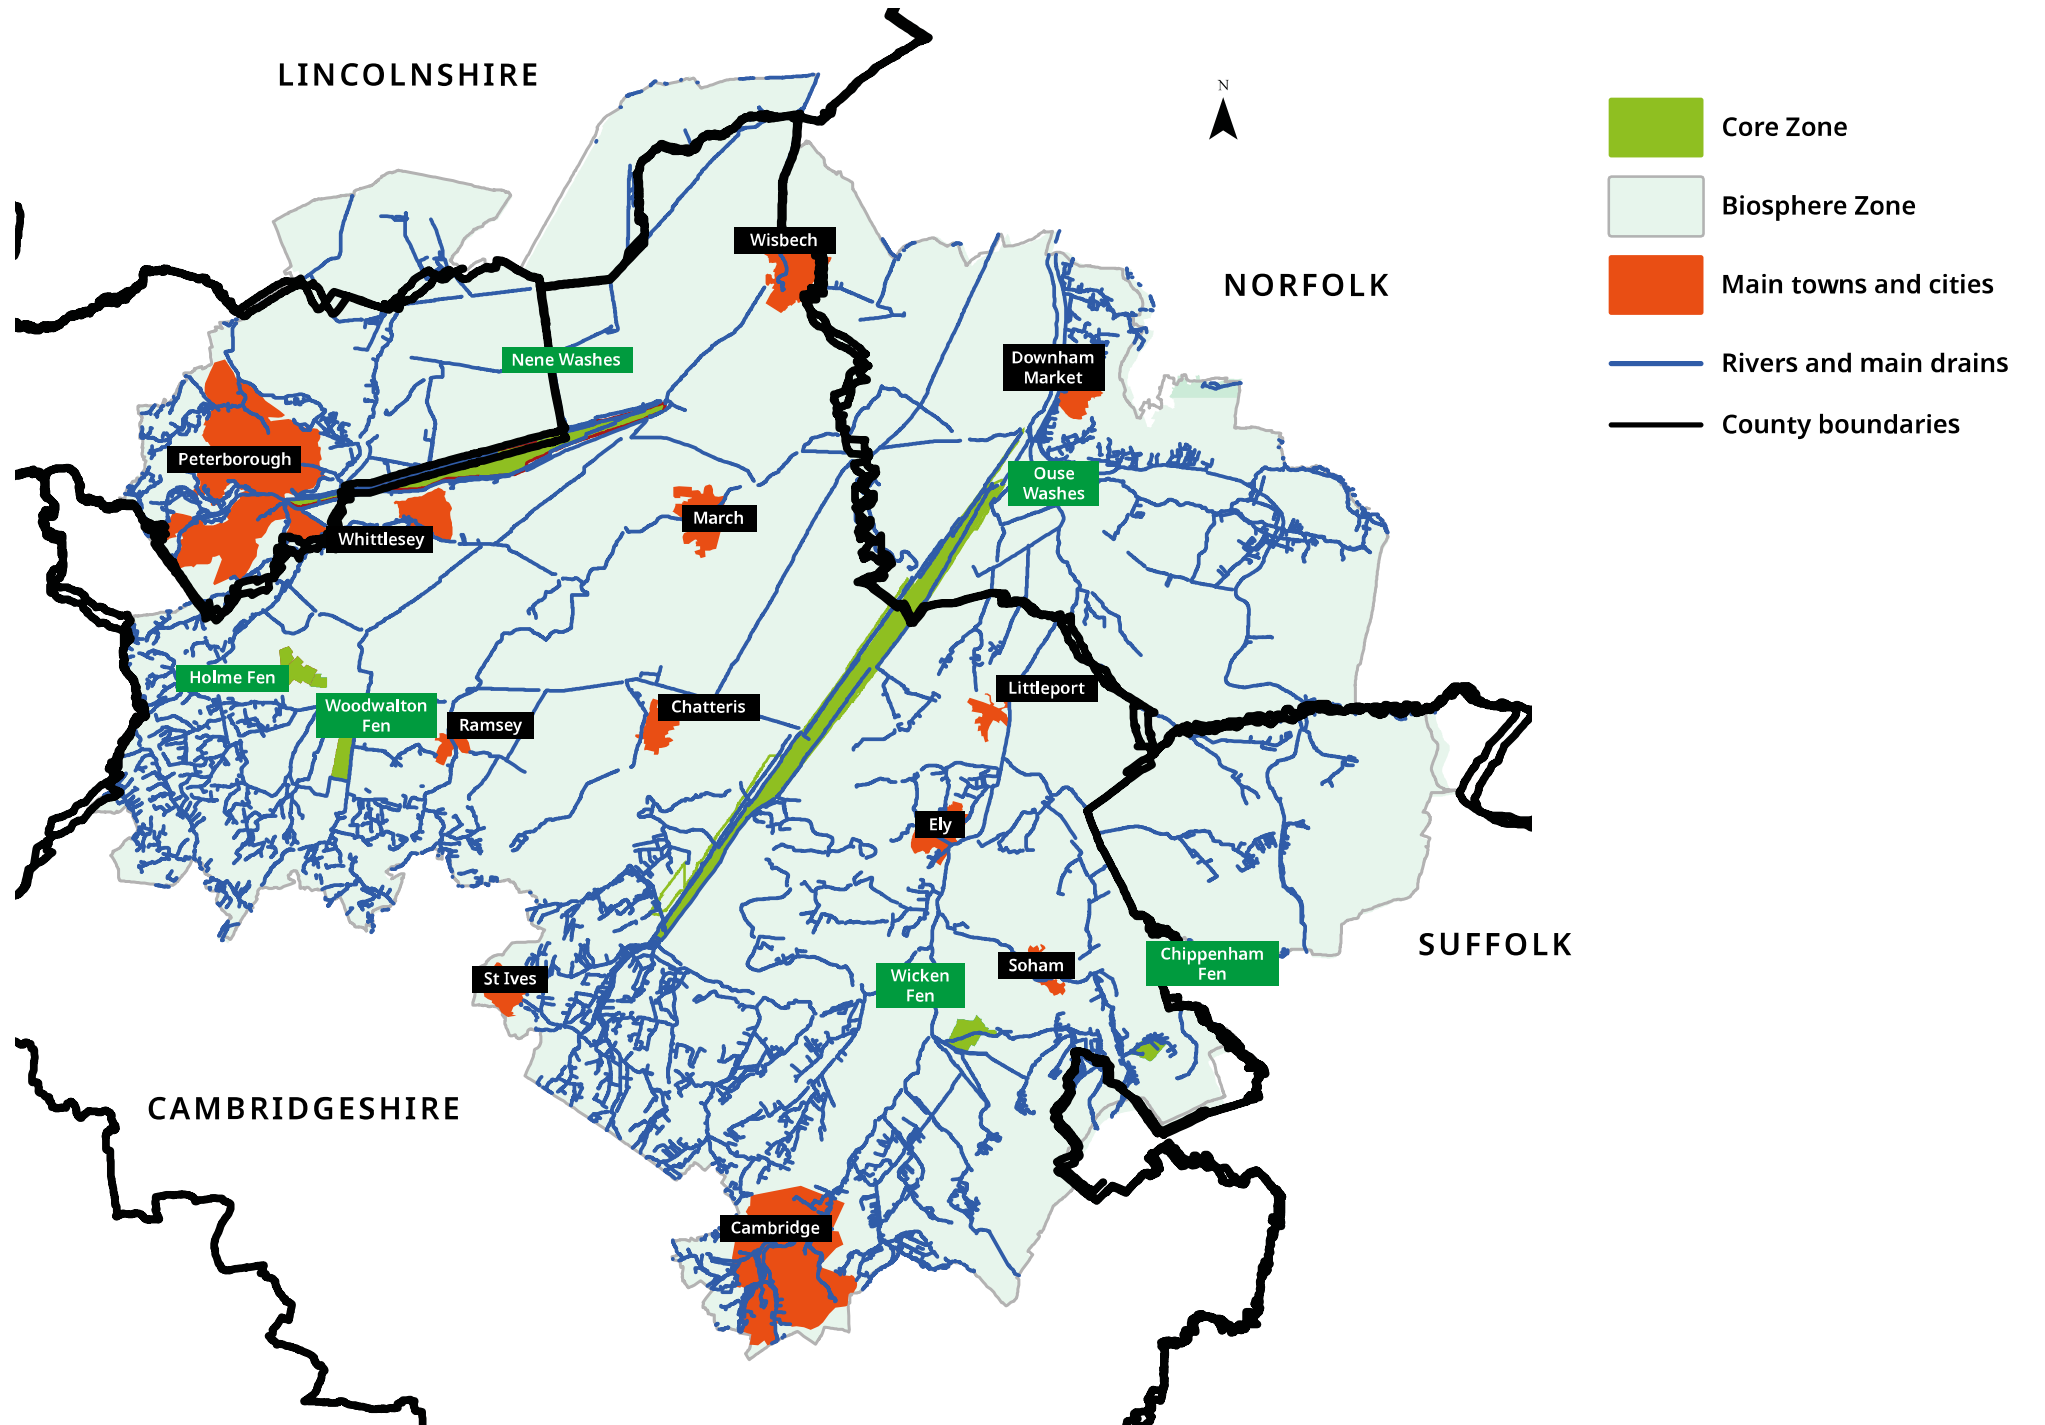 LINCOLNSHIRE
N
Core Zone
Biosphere Zone
Wisbech
NORFOLK
Main towns and cities
Nene Washes
Downham
Market
Rivers and main drains
County boundaries
Peterborough
Ouse
Washes
March
Whittlesey
Holme Fen
Littleport
Woodwalton
Fen
Chatteris
Ramsey
Ely
SUFFOLK
Chippenham
Fen
Soham
St Ives
Wicken
Fen
CAMBRIDGESHIRE
Cambridge